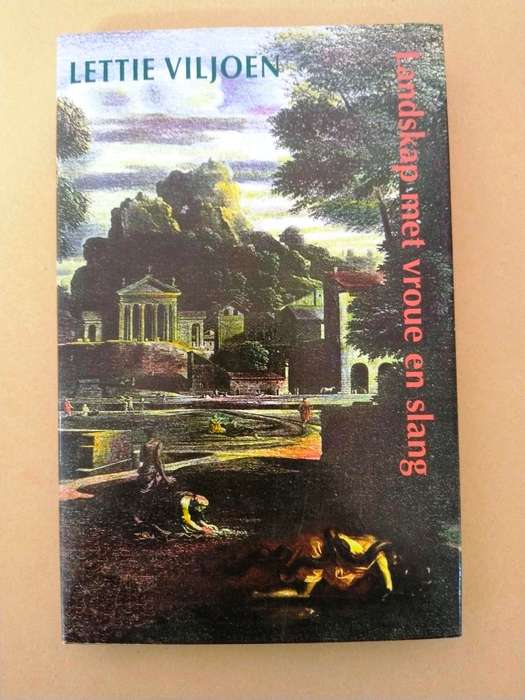 LETTIE VILJOEN
Landskap met vroue en slang